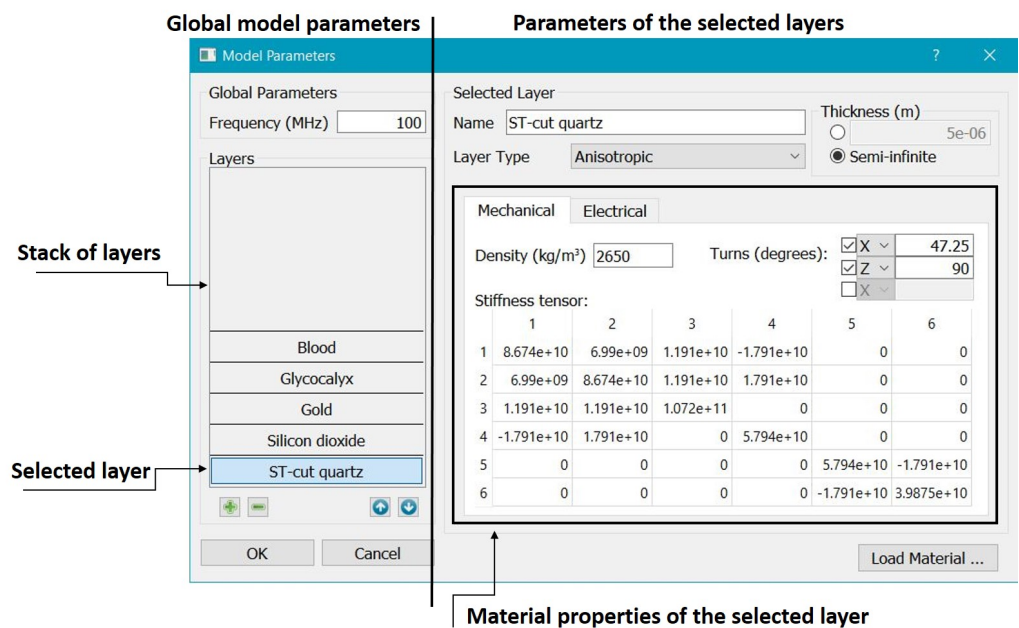 Global model parameters
Parameters of the selected layers
Model Parameters
?
Global Parameters
Frequency (MHz) 100
Layers
Stack of layers
Blood
Glycocalyx
Gold
Silicon dioxide
Selected layer
ST-cut quartz
OK Cancel
Selected Layer
Name ST-cut quartz
Layer Type Anisotropic
Thickness (m)
5e-06
Semi-infinite
Mechanical Electrical
Density (kg/m³) 2650
Turns (degrees):
X 47.25
Z 90
X
Stiffness tensor:
1 2 3 4 5 6
1 8.674e+10 6.99e+09 1.191e+10 -1.791e+10 0 0
2 6.99e+09 8.674e+10 1.191e+10 1.791e+10 0 0
3 1.191e+10 1.191e+10 1.072e+11 0 0 0
4 -1.791e+10 1.791e+10 0 5.794e+10 0 0
5 0 0 0 0 5.794e+10 -1.791e+10
6 0 0 0 0 -1.791e+10 3.9875e+10
Load Material ...
Material properties of the selected layer